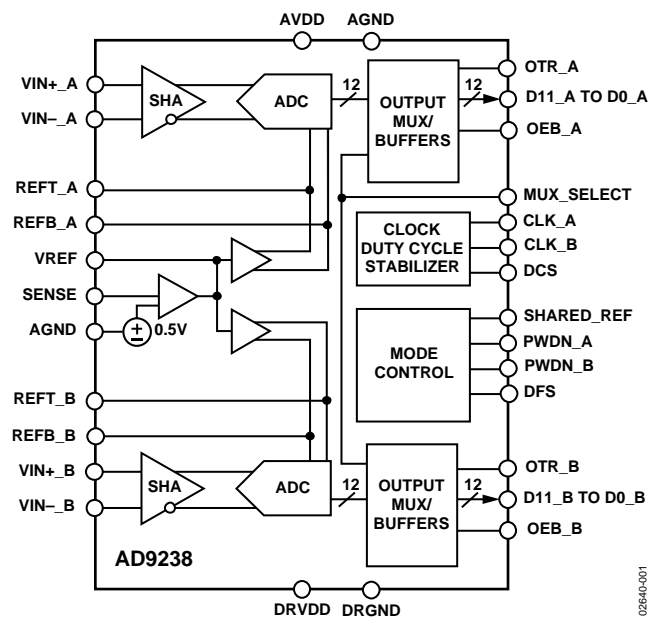 AVDD AGND
VIN+_A
VIN–_A
SHA
ADC
12
OUTPUT
MUX/
BUFFERS
12
OTR_A
D11_A TO D0_A
OEB_A
REFT_A
REFB_A
VREF
SENSE
AGND
0.5V
MUX_SELECT
CLOCK
DUTY CYCLE
STABILIZER
CLK_A
CLK_B
DCS
MODE
CONTROL
SHARED_REF
PWDN_A
PWDN_B
DFS
REFT_B
REFB_B
VIN+_B
VIN–_B
SHA
ADC
12
OUTPUT
MUX/
BUFFERS
12
OTR_B
D11_B TO D0_B
OEB_B
AD9238
DRVDD DRGND
02640-001